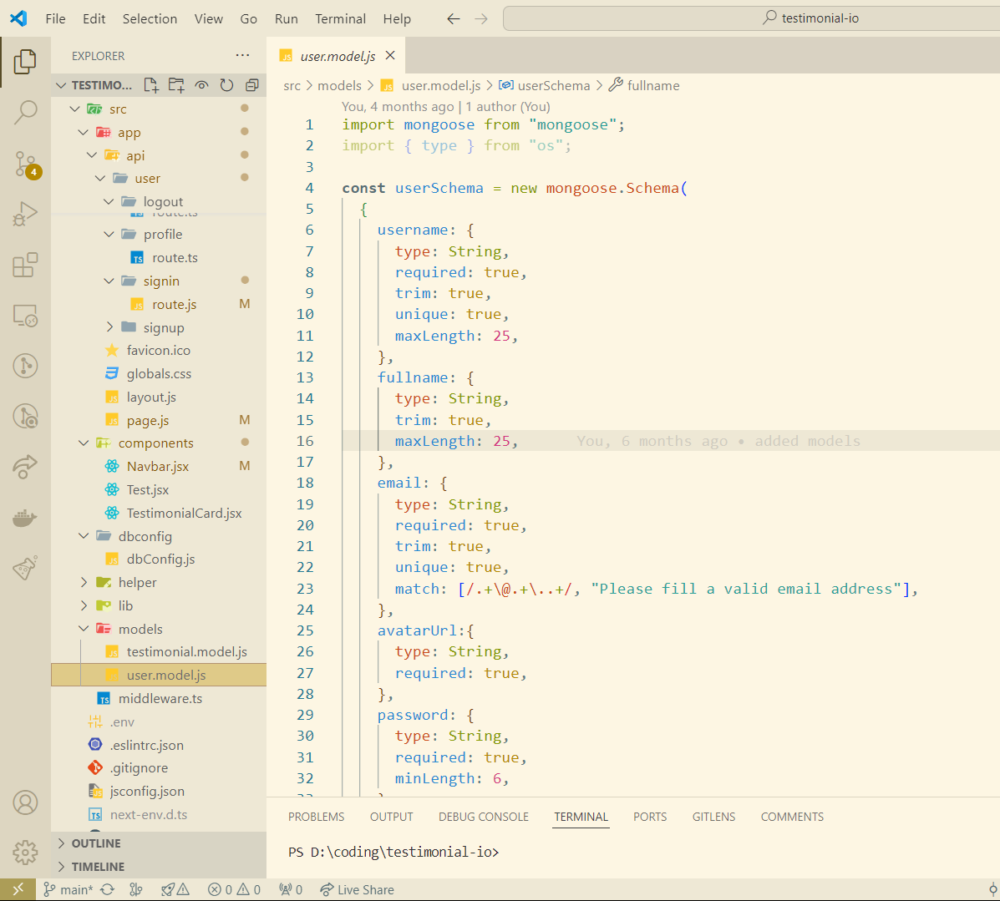 File Edit Selection View Go Run Terminal Help testimonial-io
EXPLORER
TESTIMO...
src
app
api
user
logout
route.ts
profile
route.ts
signin
route.js M
signup
favicon.ico
globals.css
layout.js
page.js M
components
Navbar.jsx M
Test.jsx
TestimonialCard.jsx
dbconfig
dbConfig.js
helper
lib
models
testimonial.model.js
user.model.js
middleware.ts
.env
.eslintrc.json
.gitignore
jsconfig.json
next-env.d.ts
OUTLINE
TIMELINE
4
user.model.js
src > models > user.model.js > userSchema > fullname
You, 4 months ago | 1 author (You)
1 import mongoose from "mongoose";
2 import { type } from "os";
3
4 const userSchema = new mongoose.Schema(
5 {
6 username: {
7 type: String,
8 required: true,
9 trim: true,
10 unique: true,
11 maxLength: 25,
12 },
13 fullname: {
14 type: String,
15 trim: true,
16 maxLength: 25, You, 6 months ago • added models
17 },
18 email: {
19 type: String,
20 required: true,
21 trim: true,
22 unique: true,
23 match: [/.+\@.+\..+/, "Please fill a valid email address"],
24 },
25 avatarUrl:{
26 type: String,
27 required: true,
28 },
29 password: {
30 type: String,
31 required: true,
32 minLength: 6,
PROBLEMS OUTPUT DEBUG CONSOLE TERMINAL PORTS GITLENS COMMENTS
PS D:\coding\testimonial-io>
main* 0 0 0 Live Share